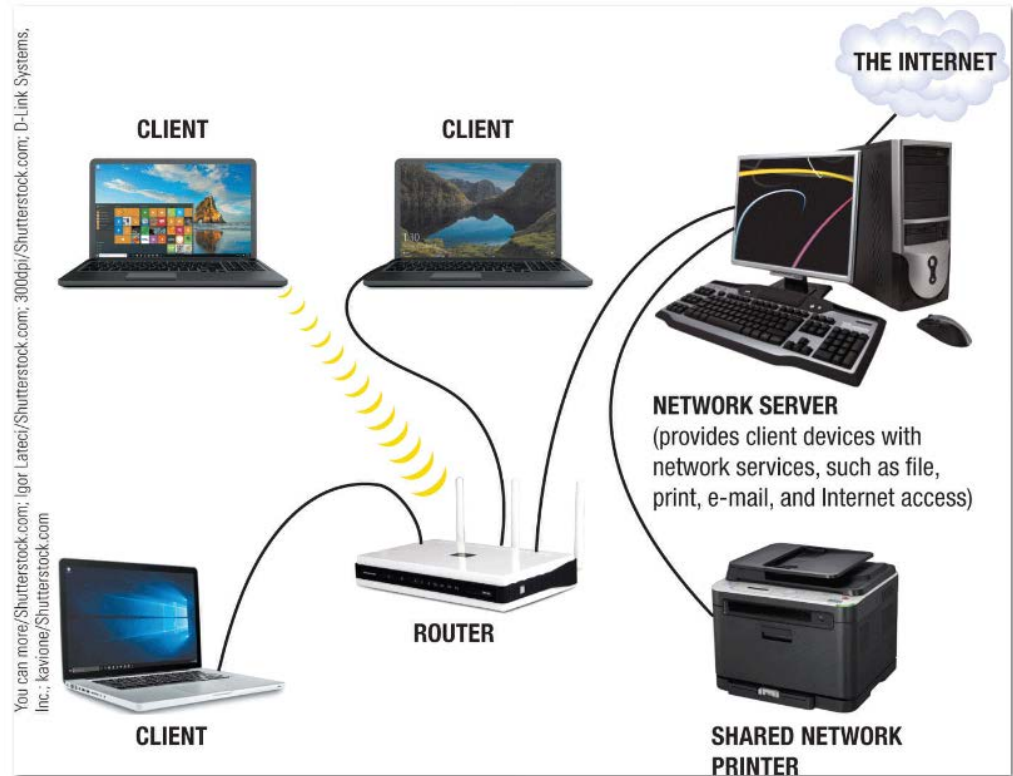 You can more/Shutterstock.com; Igor Lateci/Shutterstock.com; 300dpi/Shutterstock.com; D-Link Systems,
Inc.; kavione/Shutterstock.com
THE INTERNET
CLIENT
CLIENT
NETWORK SERVER
(provides client devices with
network services, such as file,
print, e-mail, and Internet access)
ROUTER
CLIENT
SHARED NETWORK
PRINTER